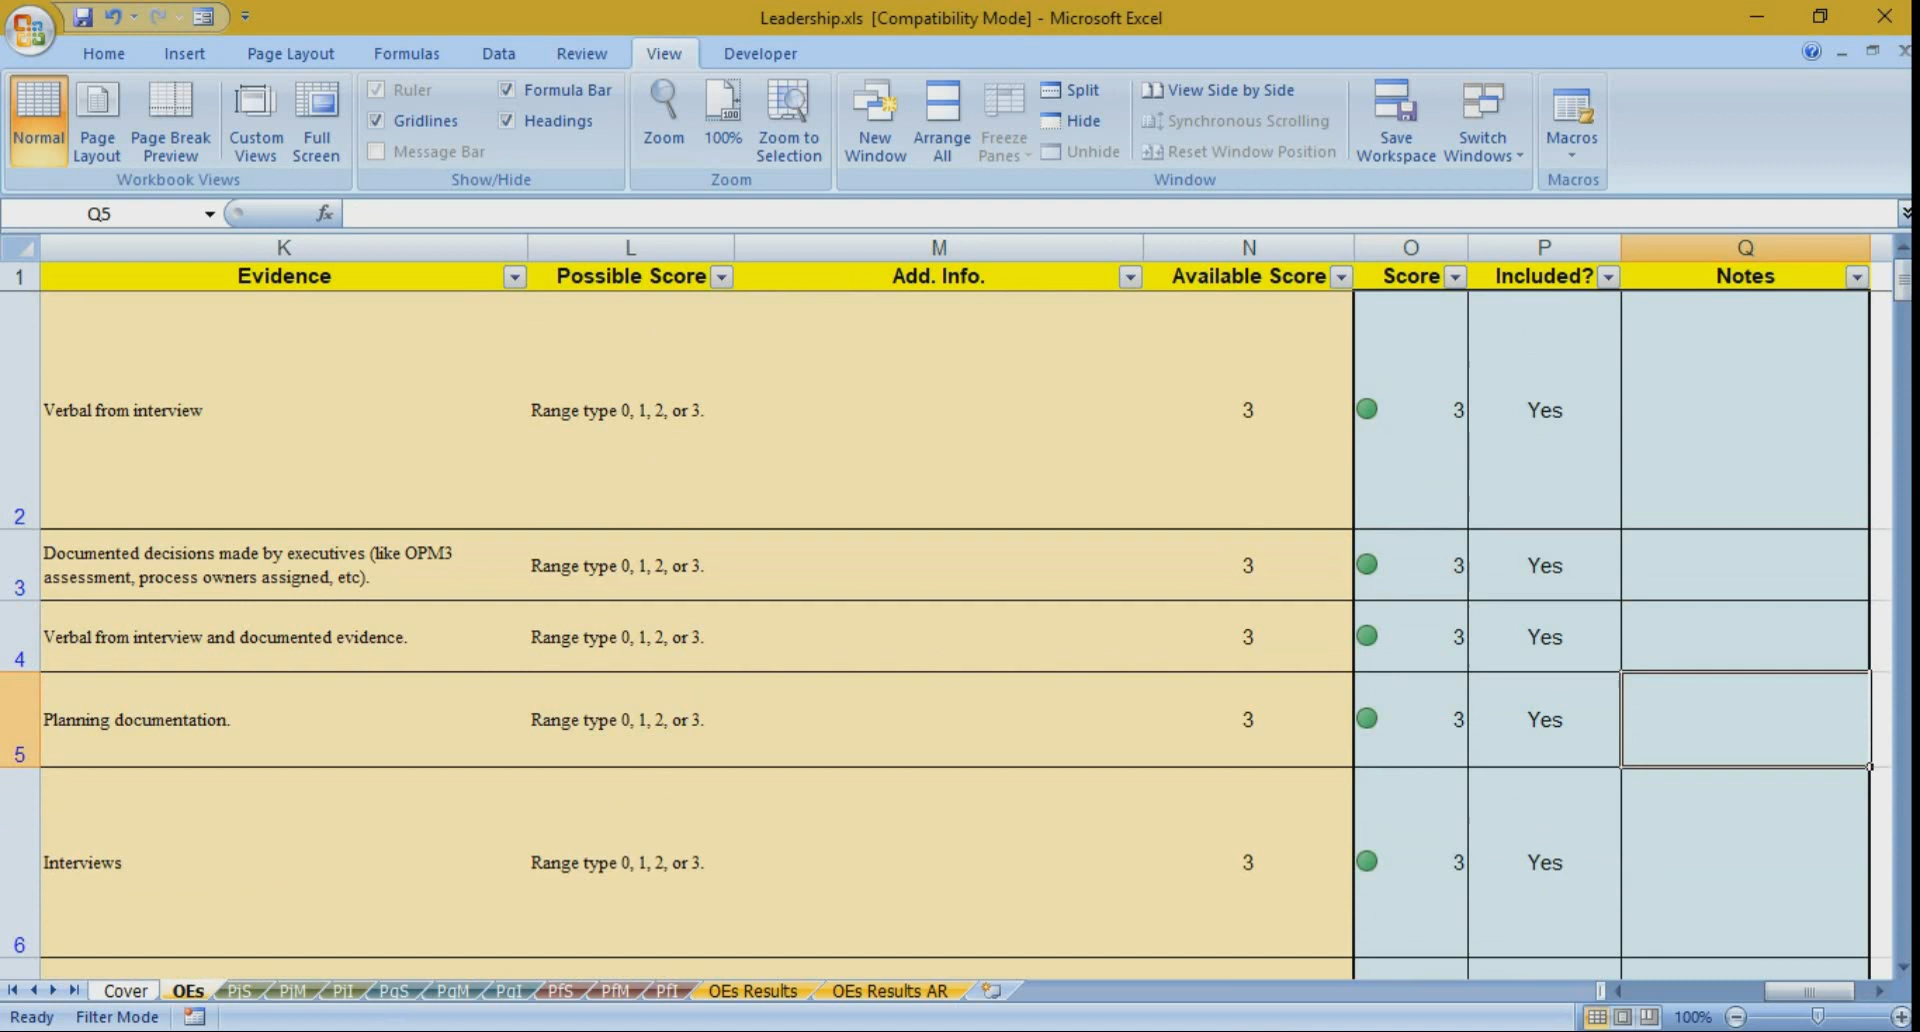 Leadership.xls [Compatibility Mode] - Microsoft Excel
Home Insert Page Layout Formulas Data Review View Developer
Normal Page Layout Page Break Preview Custom Views Full Screen
Workbook Views
Ruler Formula Bar
Gridlines Headings
Message Bar
Show/Hide
Zoom 100% Zoom to Selection
Zoom
New Window Arrange All Freeze Panes
Split
Hide
Unhide
View Side by Side
Synchronous Scrolling
Reset Window Position
Save Workspace Switch Windows
Window
Macros
Macros
Q5 fx
K L M N O P Q
1 Evidence Possible Score Add. Info. Available Score Score Included? Notes
2 Verbal from interview Range type 0, 1, 2, or 3. 3 3 Yes
3 Documented decisions made by executives (like OPM3
assessment, process owners assigned, etc). Range type 0, 1, 2, or 3. 3 3 Yes
4 Verbal from interview and documented evidence. Range type 0, 1, 2, or 3. 3 3 Yes
5 Planning documentation. Range type 0, 1, 2, or 3. 3 3 Yes
6 Interviews Range type 0, 1, 2, or 3. 3 3 Yes
Cover OEs PjS PjM PjI PgS PgM PgI PfS PfM PfI OEs Results OEs Results AR
Ready Filter Mode 100%